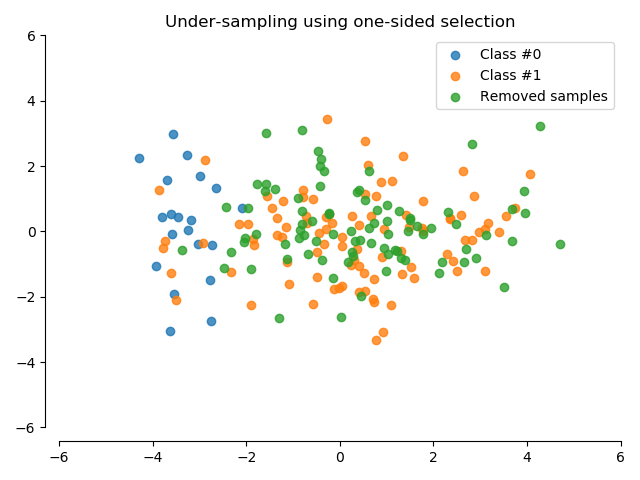 Under-sampling using one-sided selection
6
Class #0
Class #1
Removed samples
4
2
0
−2
−4
−6
−6 −4 −2 0 2 4 6